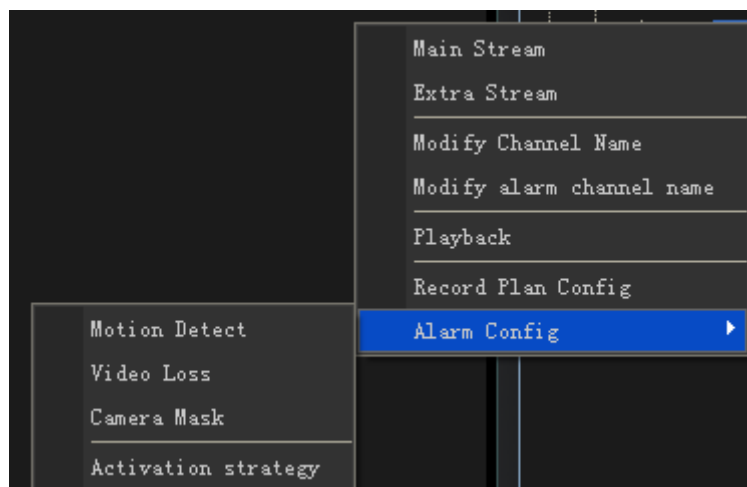 Main Stream
Extra Stream
Modify Channel Name
Modify alarm channel name
Playback
Record Plan Config
Alarm Config
Motion Detect
Video Loss
Camera Mask
Activation strategy